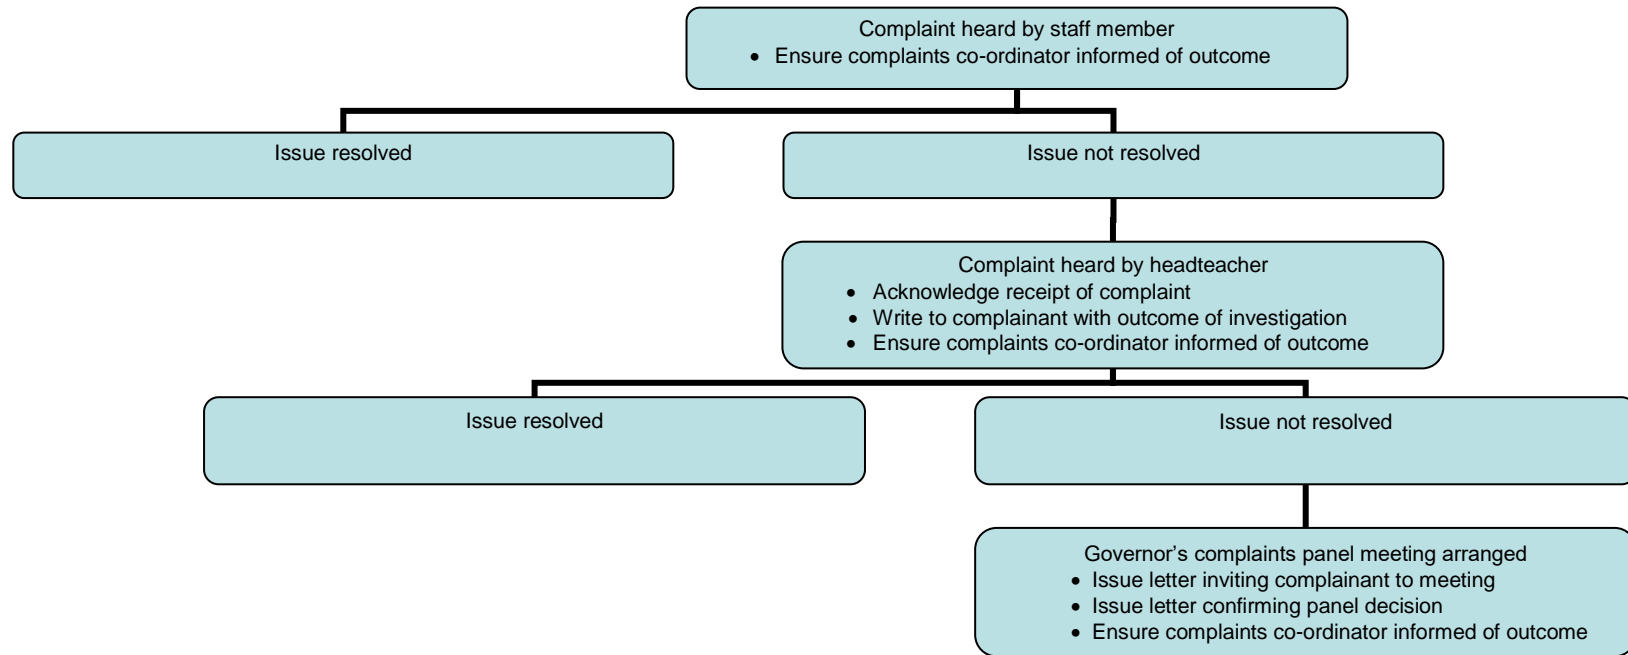 Complaint heard by staff member
• Ensure complaints co-ordinator informed of outcome
Issue resolved
Issue not resolved
Complaint heard by headteacher
• Acknowledge receipt of complaint
• Write to complainant with outcome of investigation
• Ensure complaints co-ordinator informed of outcome
Issue resolved
Issue not resolved
Governor’s complaints panel meeting arranged
• Issue letter inviting complainant to meeting
• Issue letter confirming panel decision
• Ensure complaints co-ordinator informed of outcome